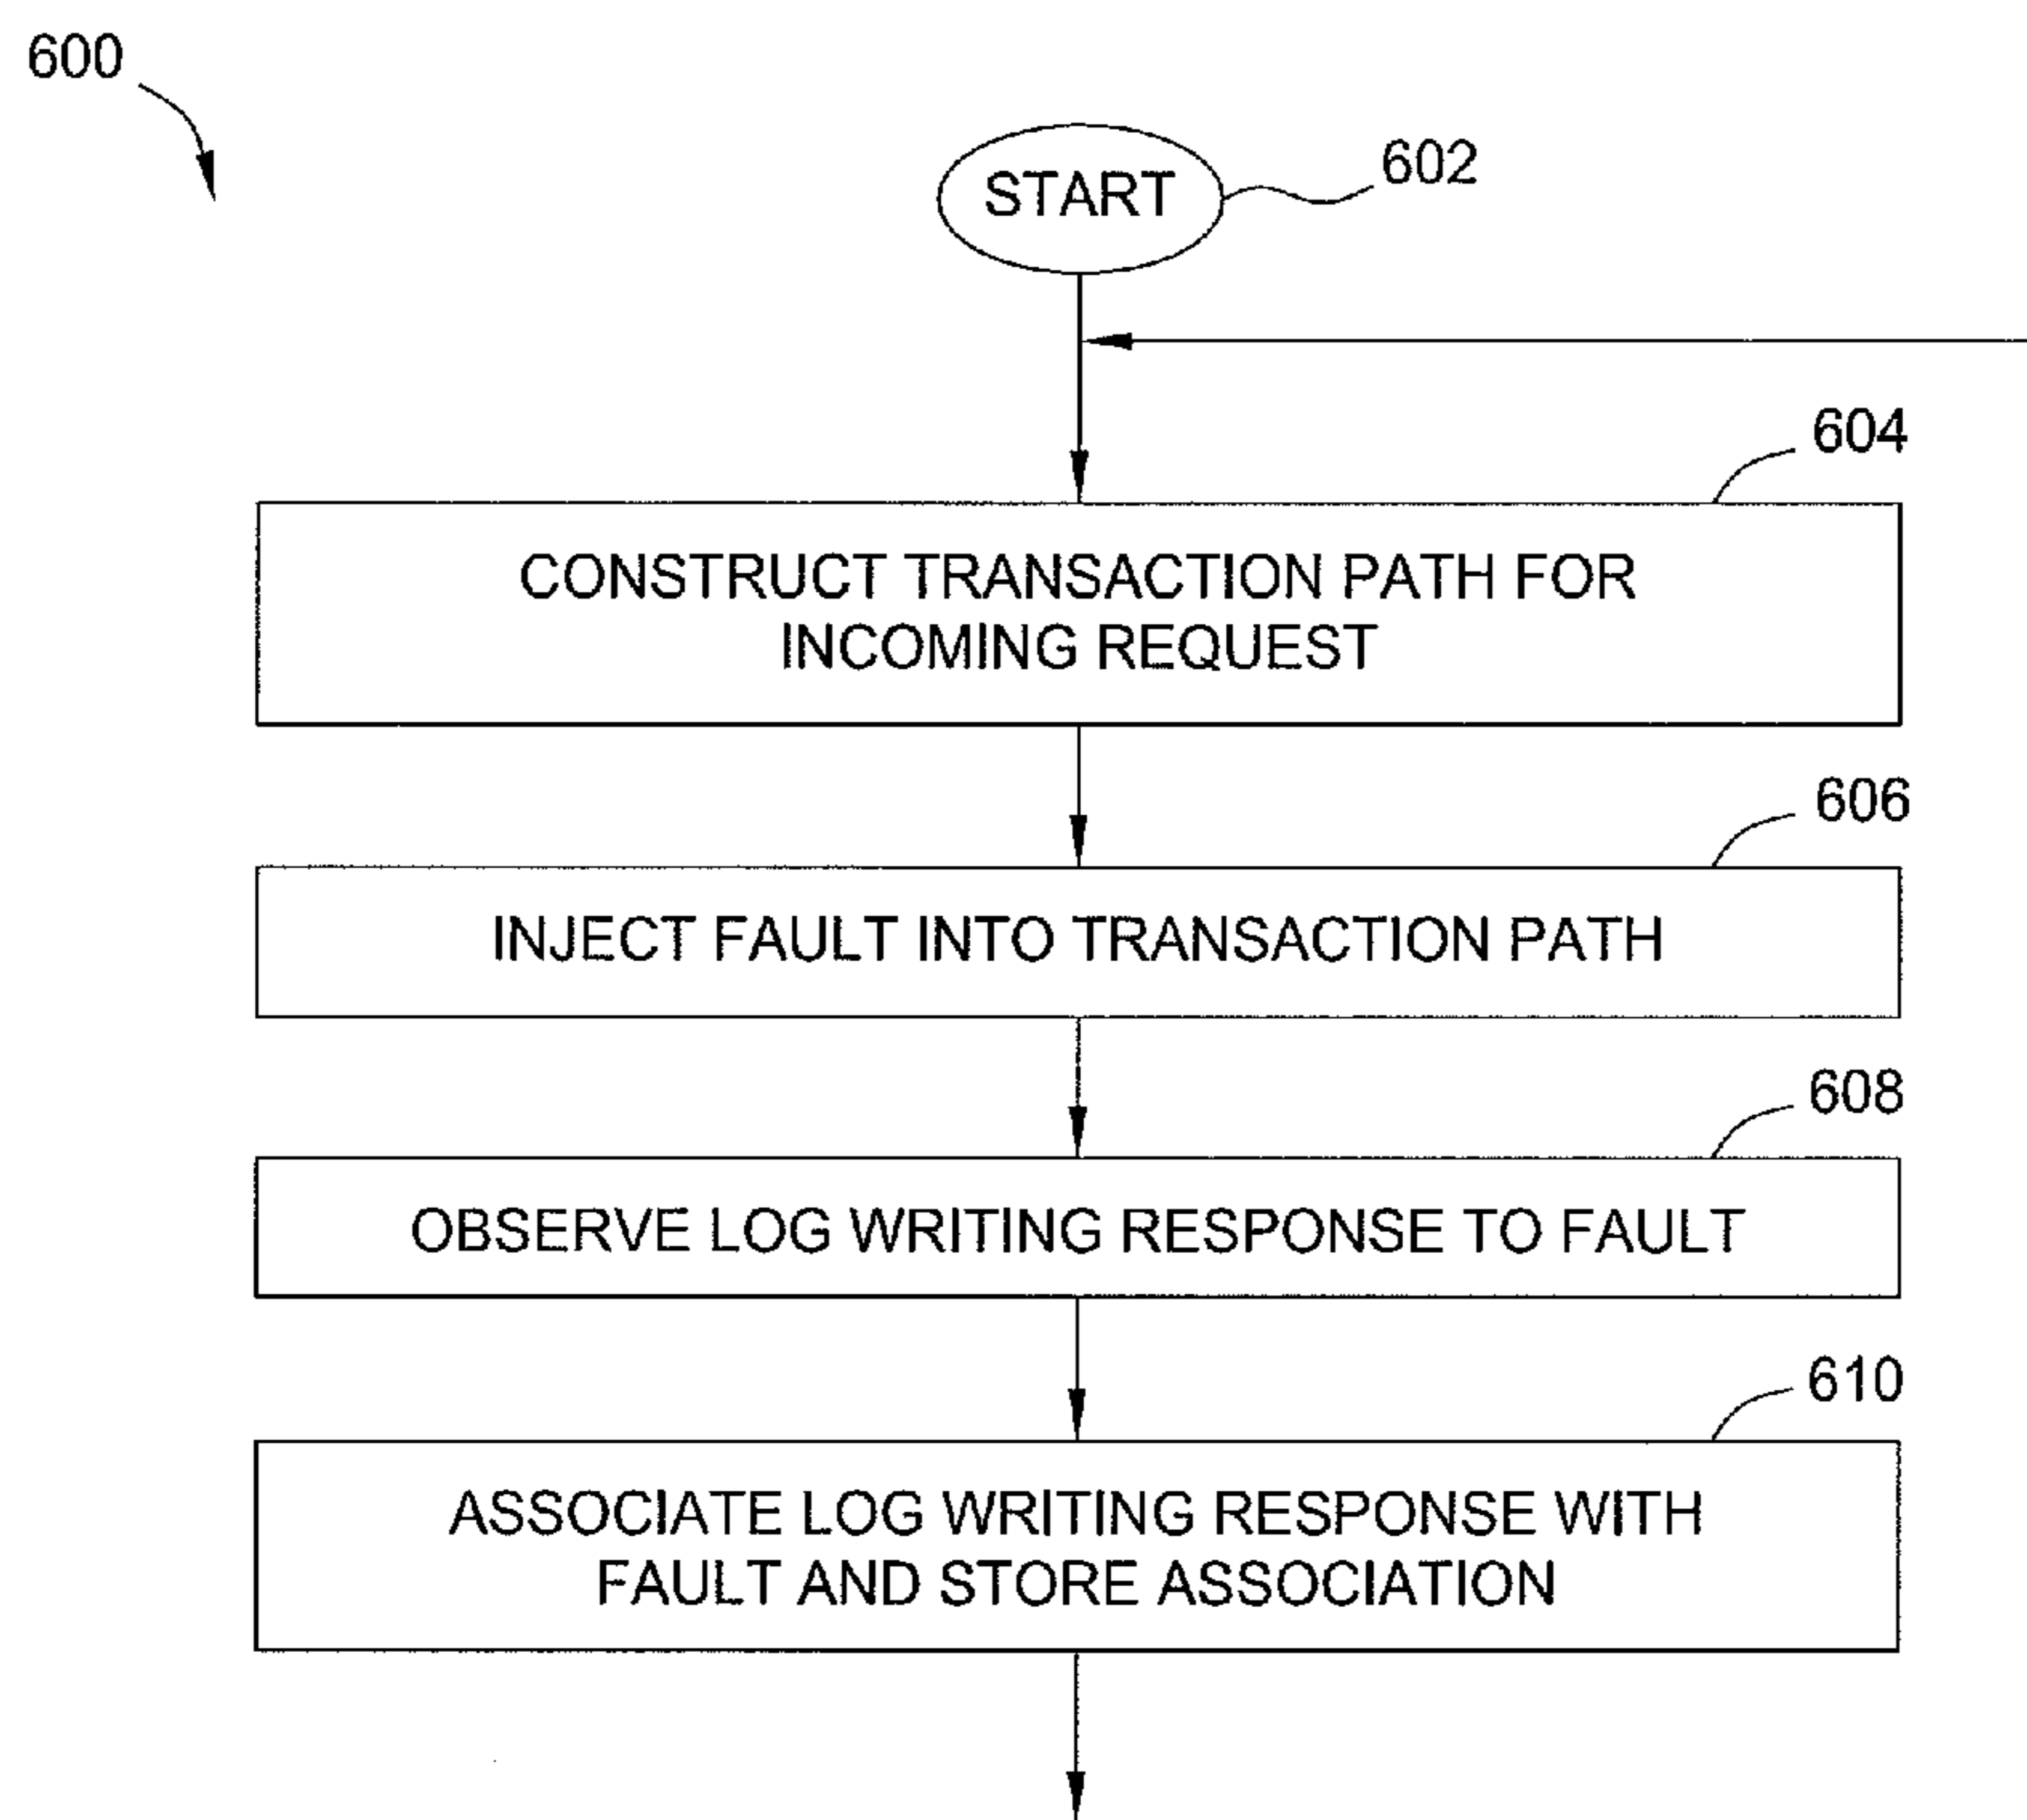 600
START
602
604
CONSTRUCT TRANSACTION PATH FOR
INCOMING REQUEST
606
INJECT FAULT INTO TRANSACTION PATH
608
OBSERVE LOG WRITING RESPONSE TO FAULT
610
ASSOCIATE LOG WRITING RESPONSE WITH
FAULT AND STORE ASSOCIATION